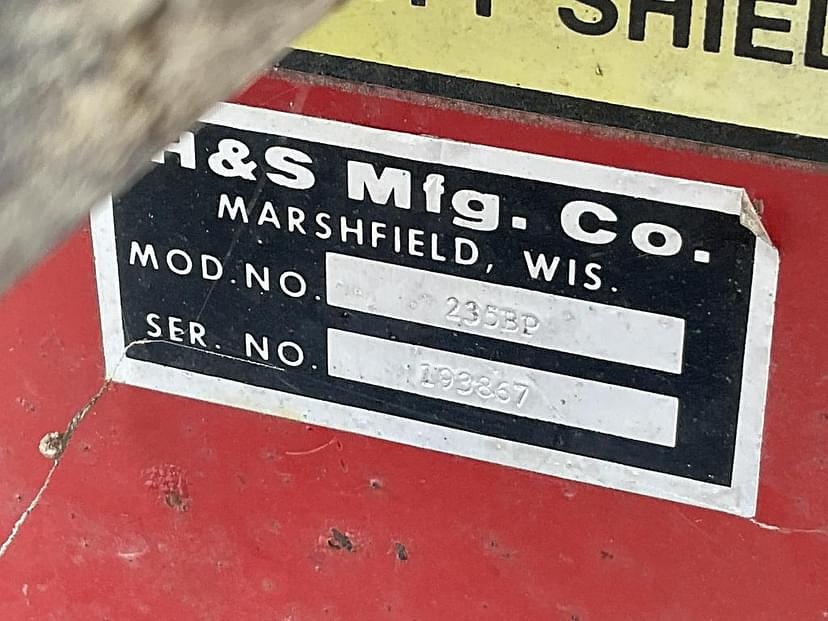 SHIEL
H&S Mfg. Co.
MARSHFIELD, WIS.
MOD. NO. 235BP
SER. NO. 193867